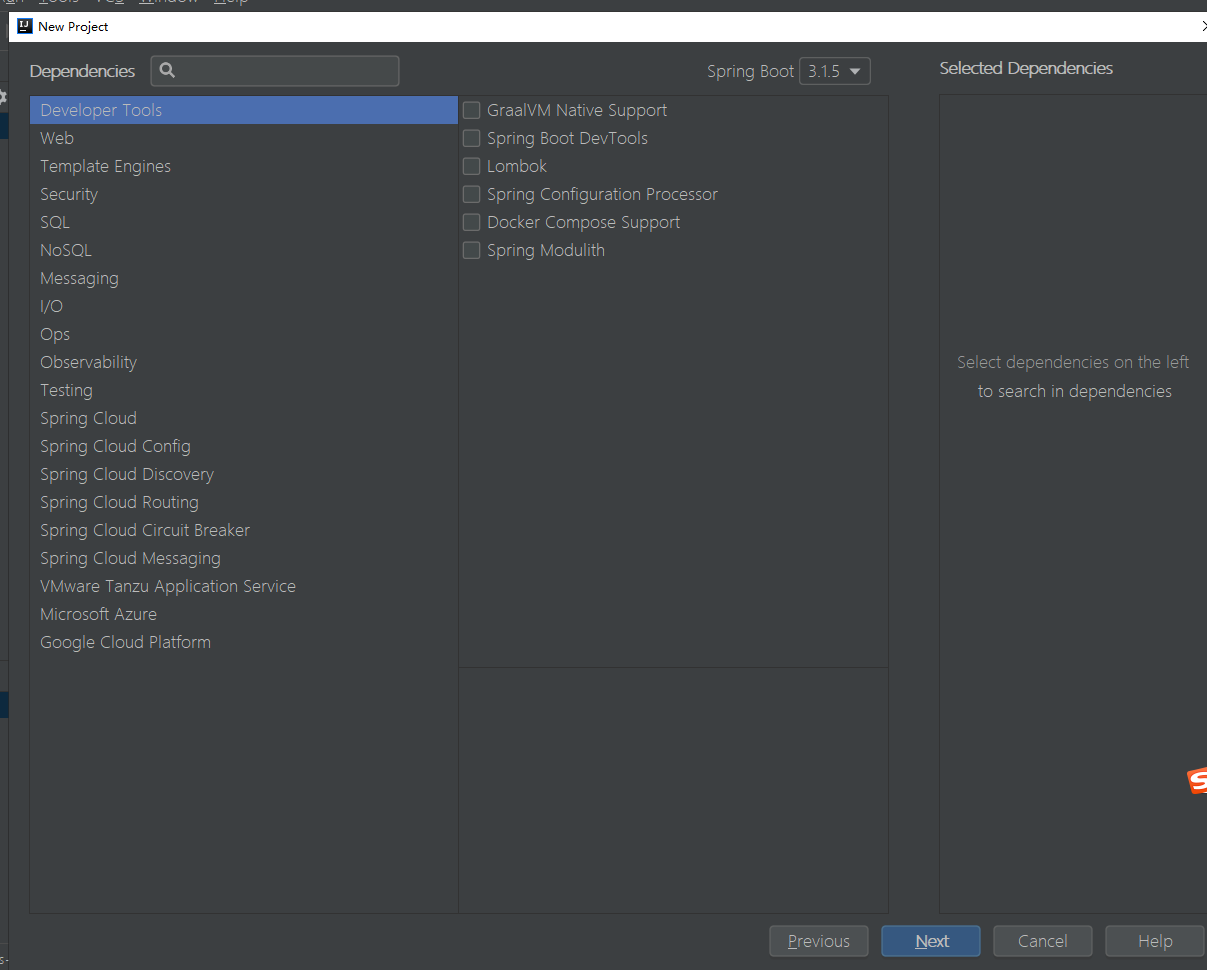 Tools VCS Window Help
New Project
Dependencies
Spring Boot 3.1.5
Selected Dependencies
Developer Tools
Web
Template Engines
Security
SQL
NoSQL
Messaging
I/O
Ops
Observability
Testing
Spring Cloud
Spring Cloud Config
Spring Cloud Discovery
Spring Cloud Routing
Spring Cloud Circuit Breaker
Spring Cloud Messaging
VMware Tanzu Application Service
Microsoft Azure
Google Cloud Platform
GraalVM Native Support
Spring Boot DevTools
Lombok
Spring Configuration Processor
Docker Compose Support
Spring Modulith
Select dependencies on the left
to search in dependencies
Previous
Next
Cancel
Help